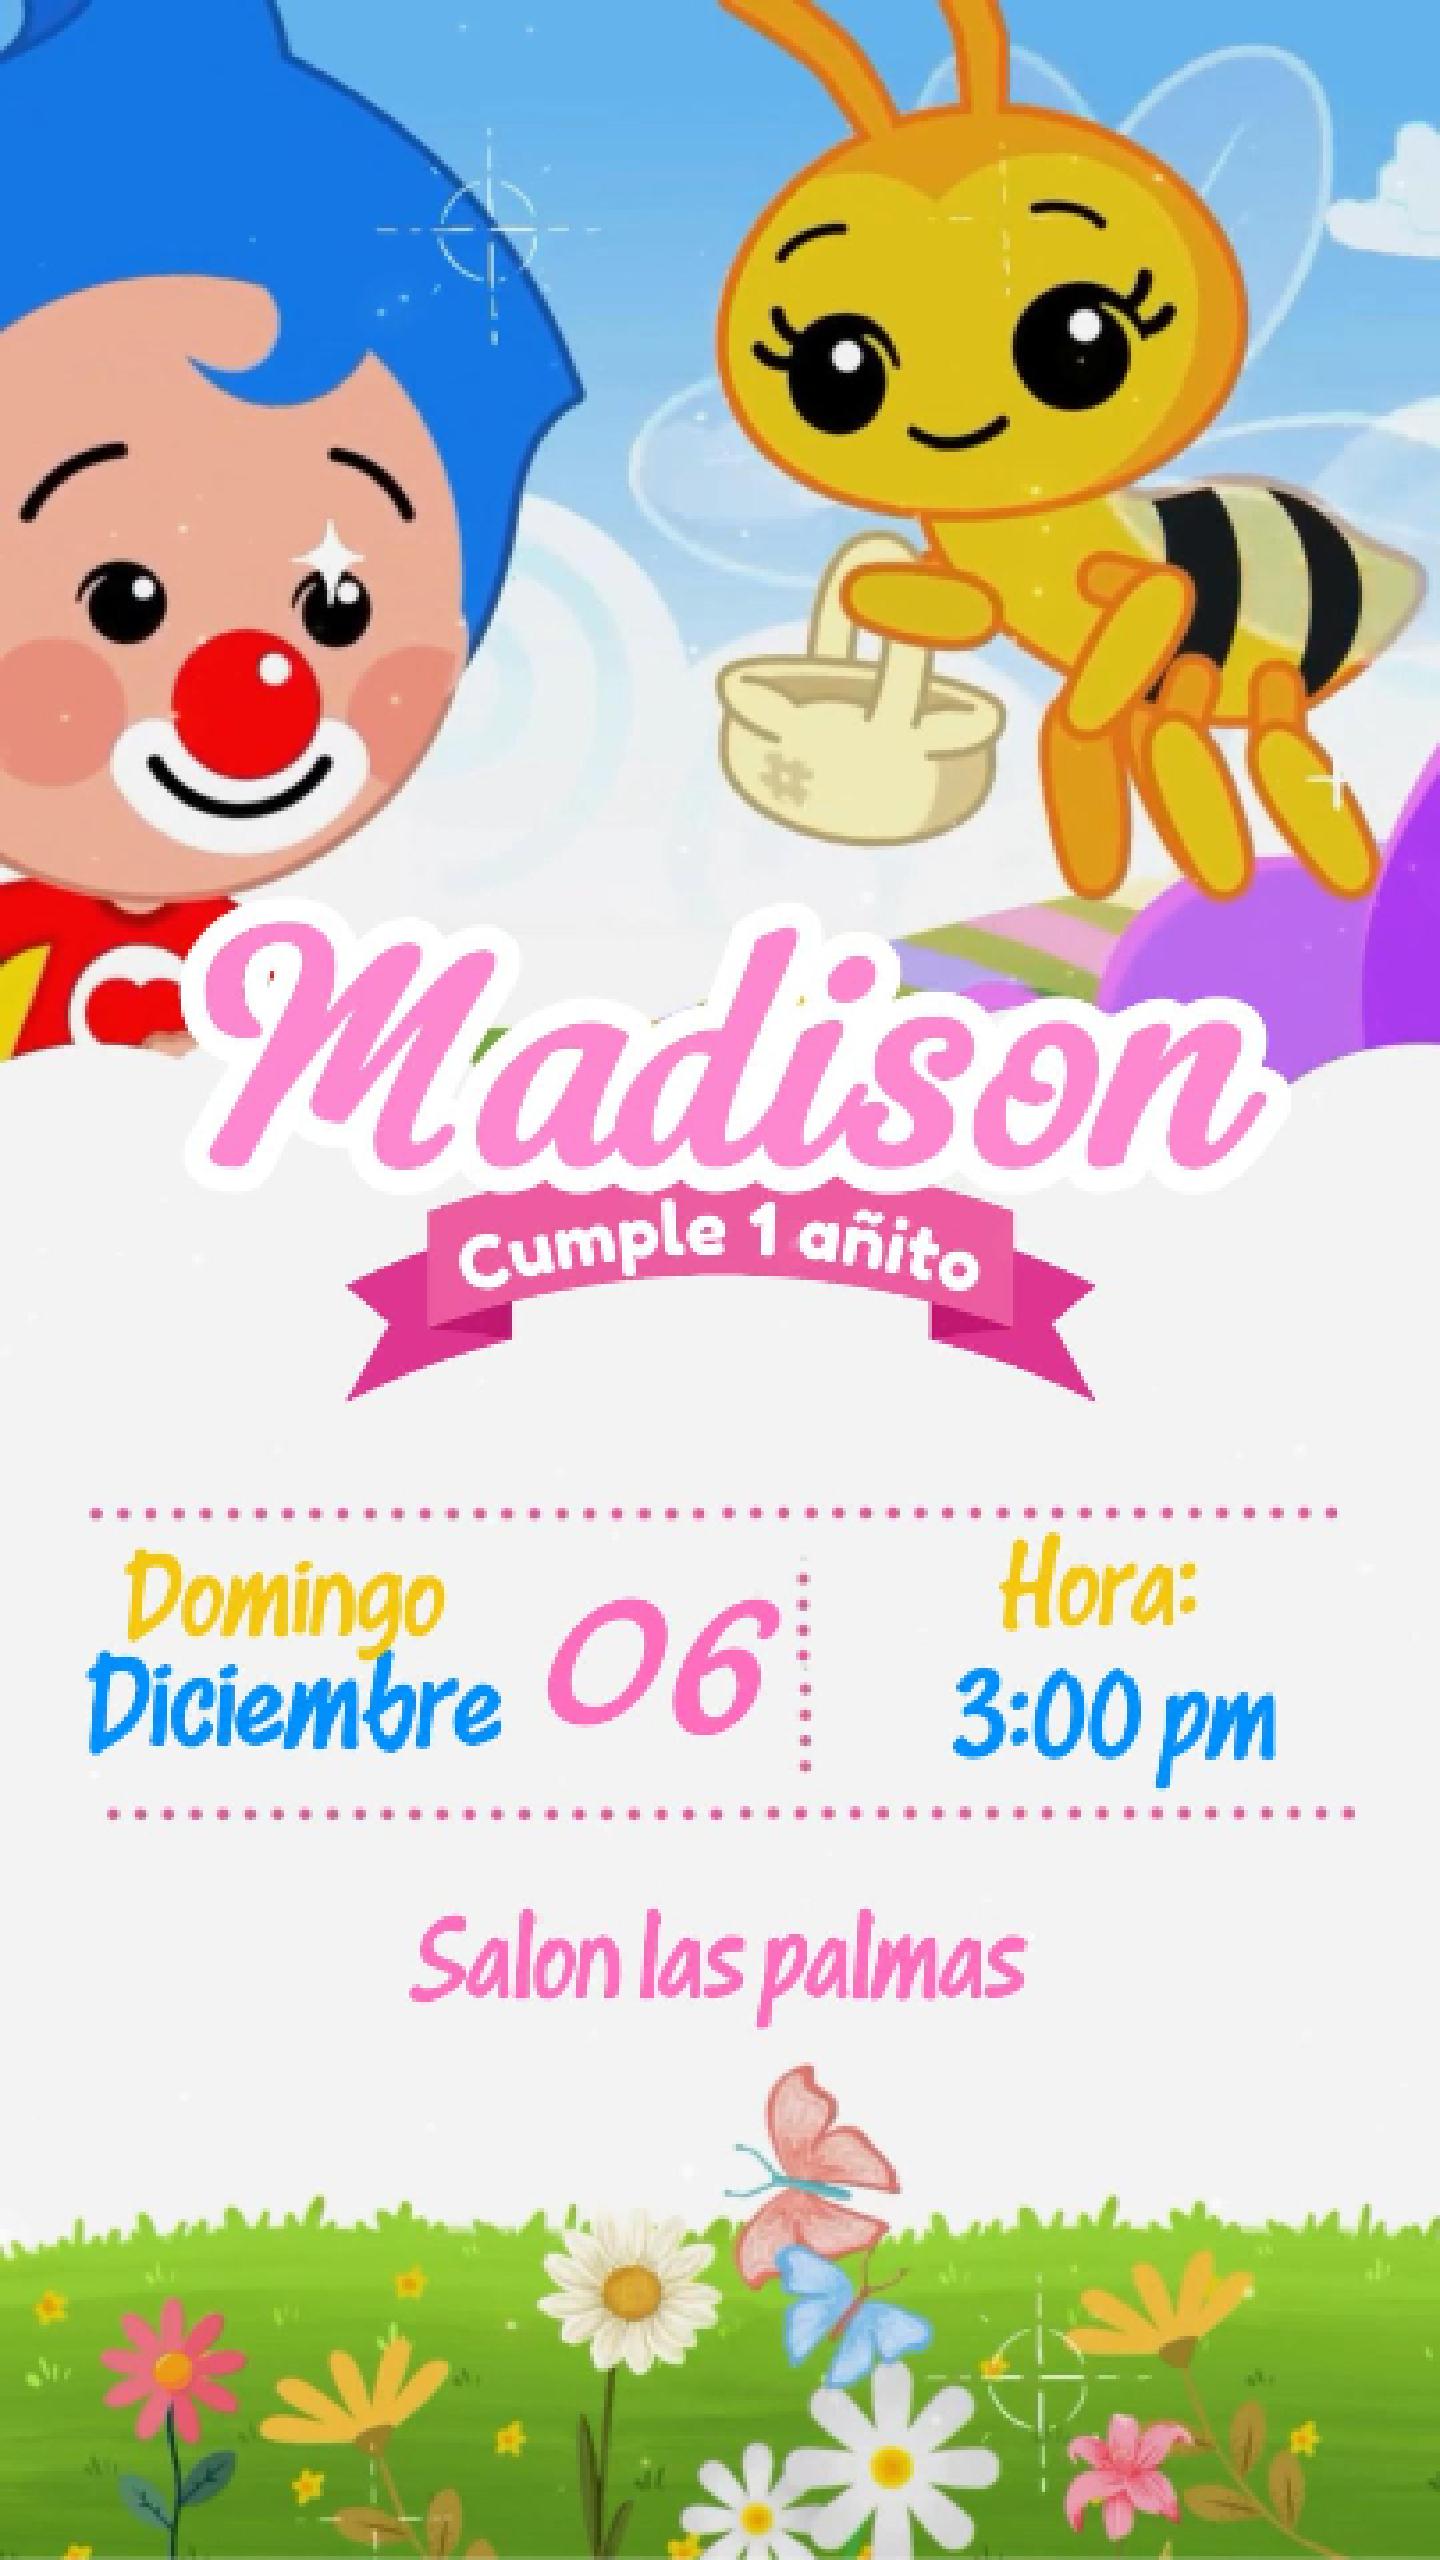 Madison
Cumple 1 añito
Domingo
Diciembre
06
Hora:
3:00 pm
Salon las palmas